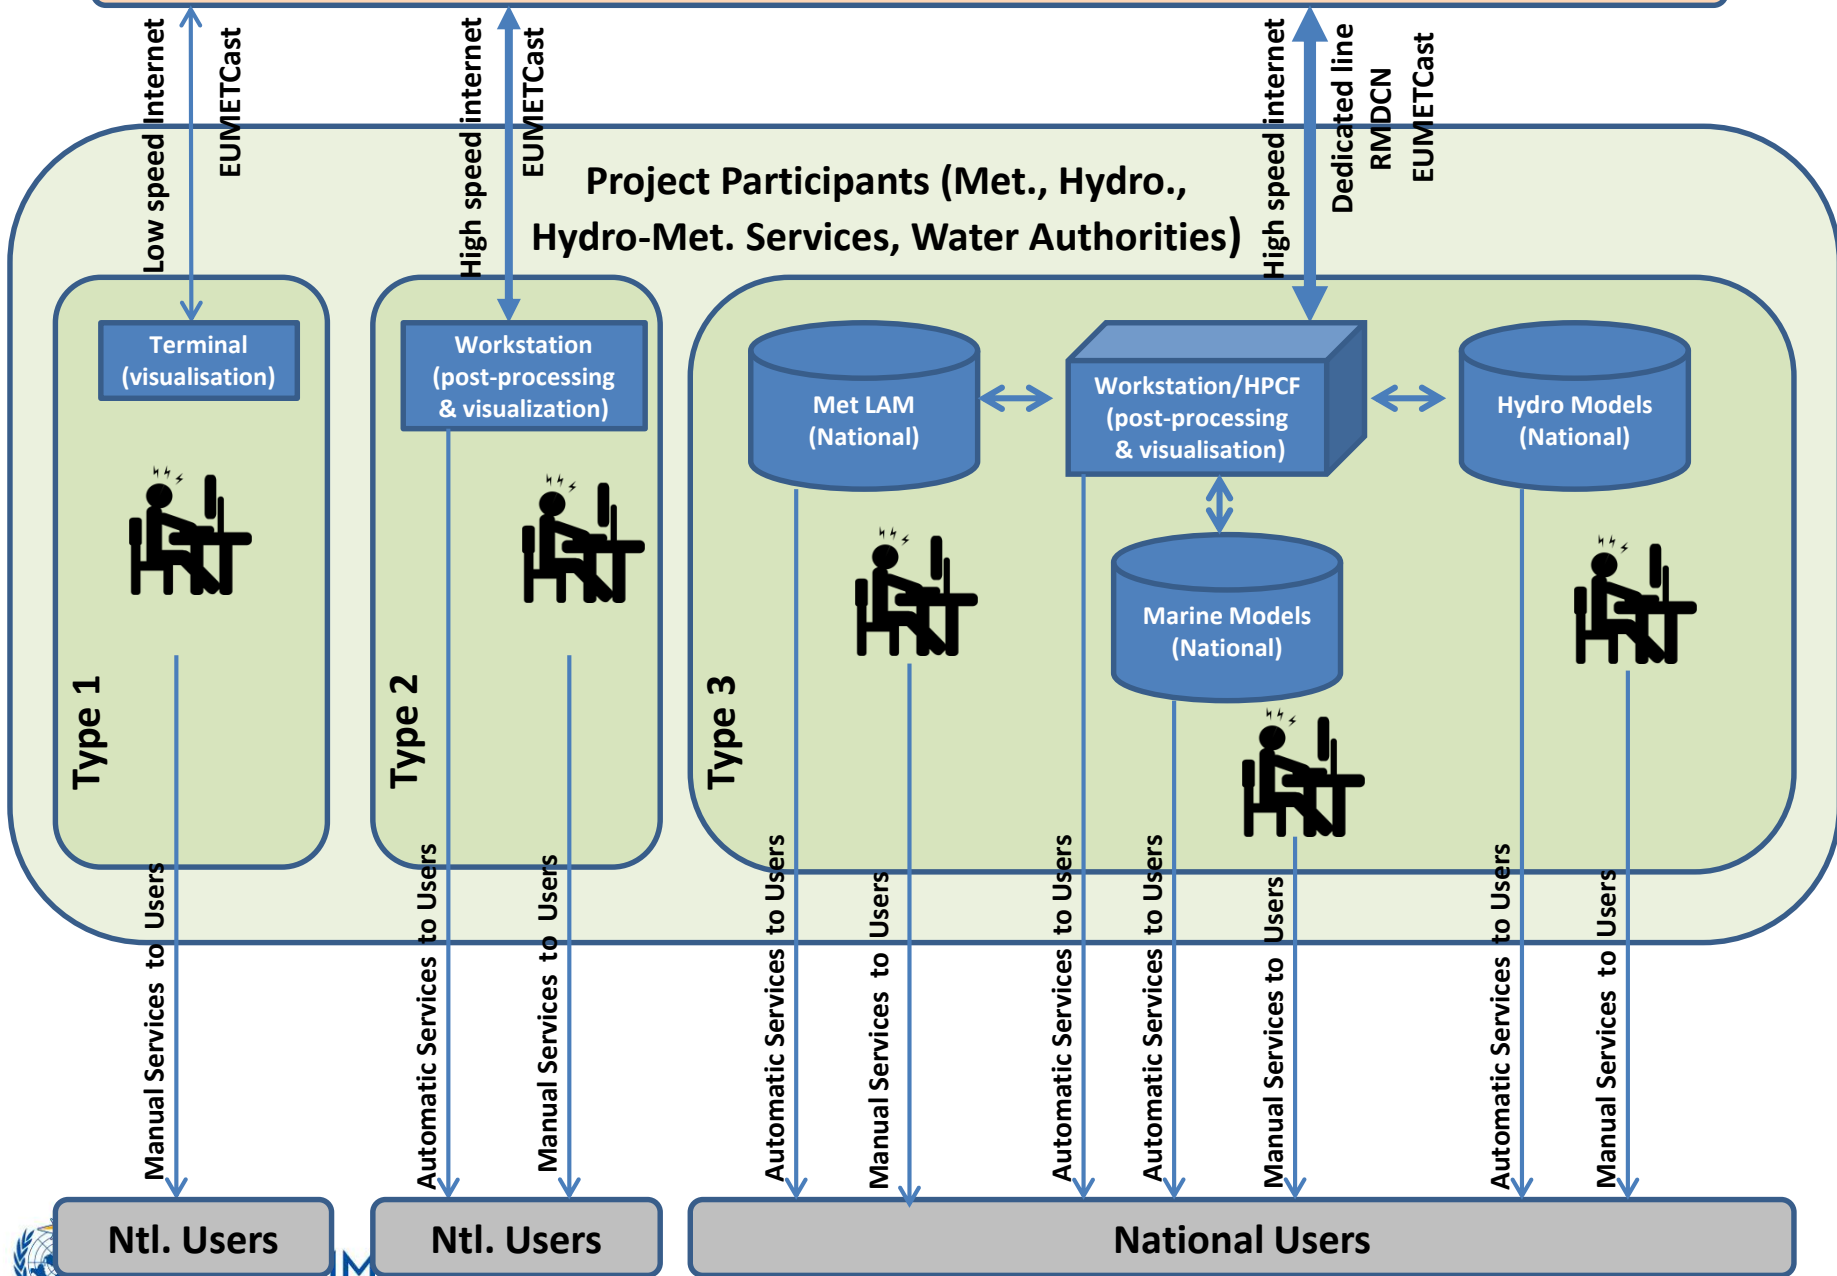 Low speed Internet
EUMETCast
High speed internet
EUMETCast
High speed internet
Dedicated line
RMDCN
EUMETCast
Project Participants (Met., Hydro.,
Hydro-Met. Services, Water Authorities)
Terminal
(visualisation)
Type 1
Workstation
(post-processing
& visualization)
Type 2
Met LAM
(National)
Workstation/HPCF
(post-processing
& visualisation)
Hydro Models
(National)
Marine Models
(National)
Type 3
Manual Services to Users
Automatic Services to Users
Manual Services to Users
Automatic Services to Users
Manual Services to Users
Automatic Services to Users
Automatic Services to Users
Manual Services to Users
Automatic Services to Users
Manual Services to Users
Ntl. Users
Ntl. Users
National Users